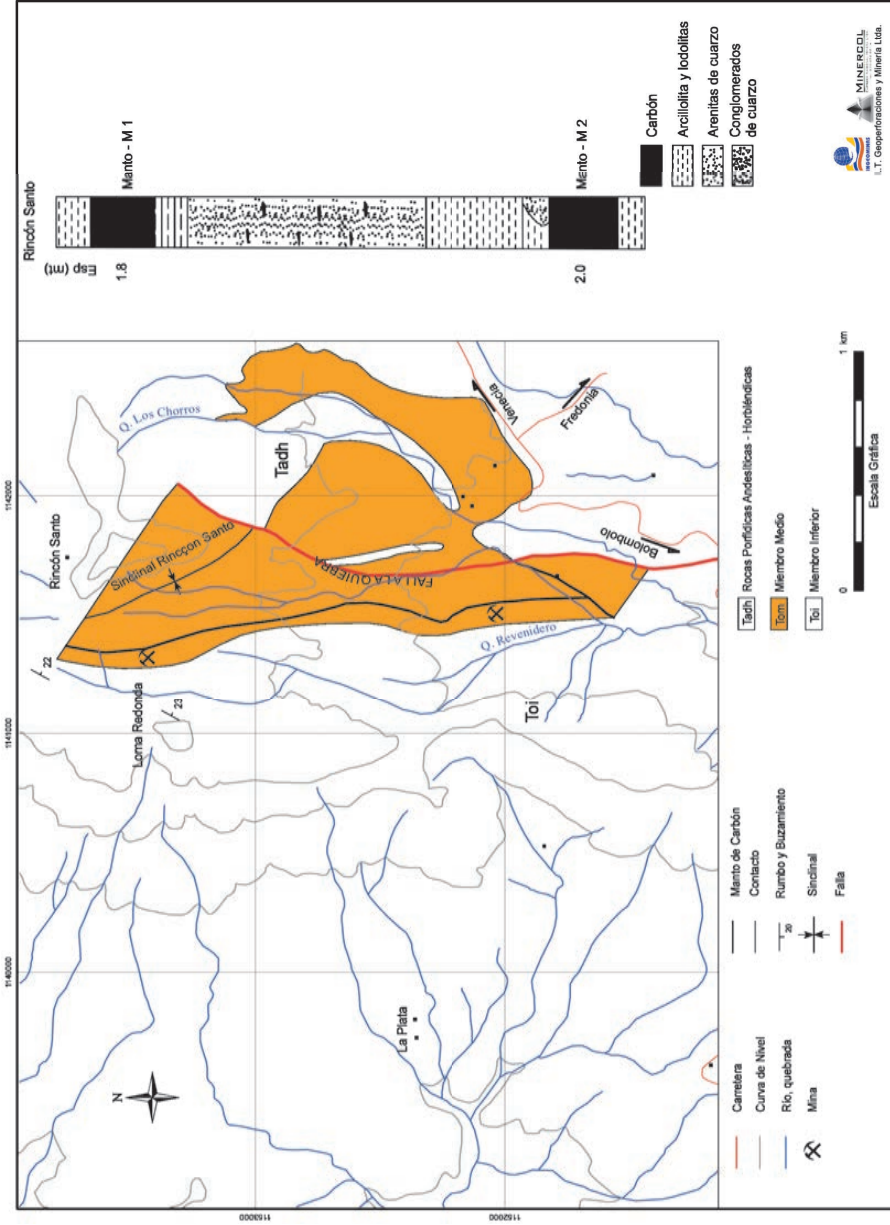 Rincón Santo
Esp (mt)
1.8
Manto - M 1
2.0
Manto - M 2
Carbón
Arcillolita y lodolitas
Arenitas de cuarzo
Conglomerados
de cuarzo
INGEOMINAS
MINERCOL
I.T. Geoperforaciones y Minería Ltda.
1140000
1141000
1142000
1153000
1152000
N
La Plata
Loma Redonda
22
23
Rincón Santo
Sinclinal Rincçon Santo
Q. Los Chorros
Tadh
FALLA LA QUIEBRA
Q. Revenidero
Toi
Venecia
Fredonia
Bolombolo
Carretera
Curva de Nivel
Río, quebrada
Mina
Manto de Carbón
Contacto
20
Rumbo y Buzamiento
Sinclinal
Falla
Tadh Rocas Porfídicas Andesíticas - Horbléndicas
Tom Miembro Medio
Toi Miembro Inferior
0
1 km
Escala Gráfica